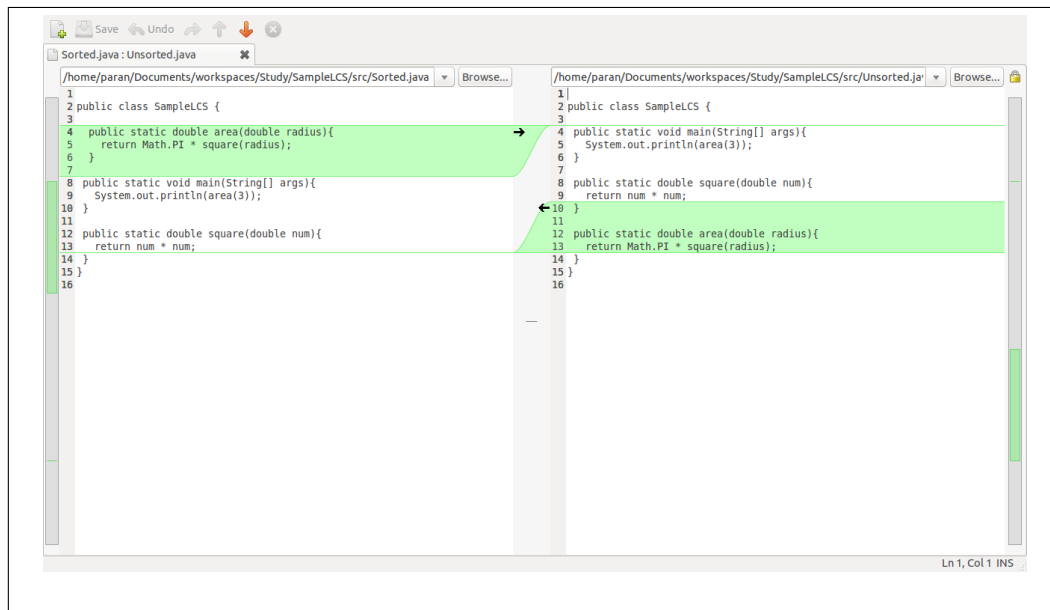 Save Undo
Sorted.java : Unsorted.java
/home/paran/Documents/workspaces/Study/SampleLCS/src/Sorted.java Browse...
1
2 public class SampleLCS {
3
4 public static double area(double radius){
5 return Math.PI * square(radius);
6 }
7
8 public static void main(String[] args){
9 System.out.println(area(3));
10 }
11
12 public static double square(double num){
13 return num * num;
14 }
15 }
16
/home/paran/Documents/workspaces/Study/SampleLCS/src/Unsorted.ja Browse...
1
2 public class SampleLCS {
3
4 public static void main(String[] args){
5 System.out.println(area(3));
6 }
7
8 public static double square(double num){
9 return num * num;
10 }
11
12 public static double area(double radius){
13 return Math.PI * square(radius);
14 }
15 }
16
Ln 1, Col 1 INS